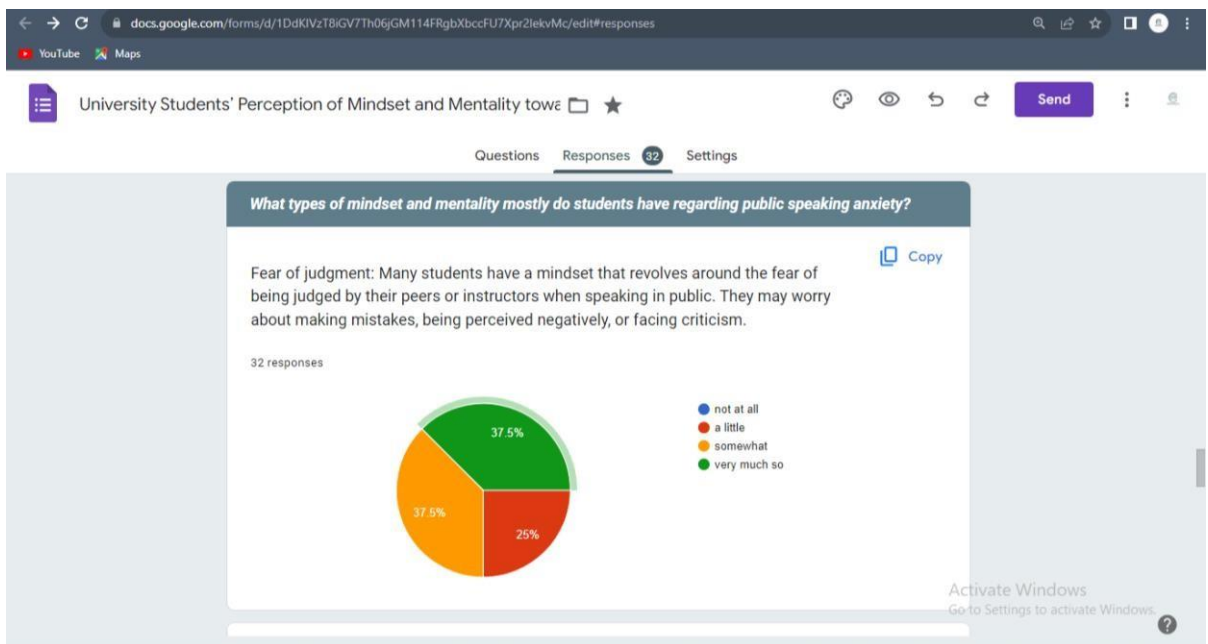 docs.google.com/forms/d/1DdKlVzT8iGV7Th06jGM114FRgbXbccFU7Xpr2lekvMc/edit#responses
YouTube Maps
University Students' Perception of Mindset and Mentality towa
Send
Questions Responses 32 Settings
What types of mindset and mentality mostly do students have regarding public speaking anxiety?
Copy
Fear of judgment: Many students have a mindset that revolves around the fear of
being judged by their peers or instructors when speaking in public. They may worry
about making mistakes, being perceived negatively, or facing criticism.
32 responses
not at all
a little
somewhat
very much so
37.5%
37.5%
25%
Activate Windows
Go to Settings to activate Windows.